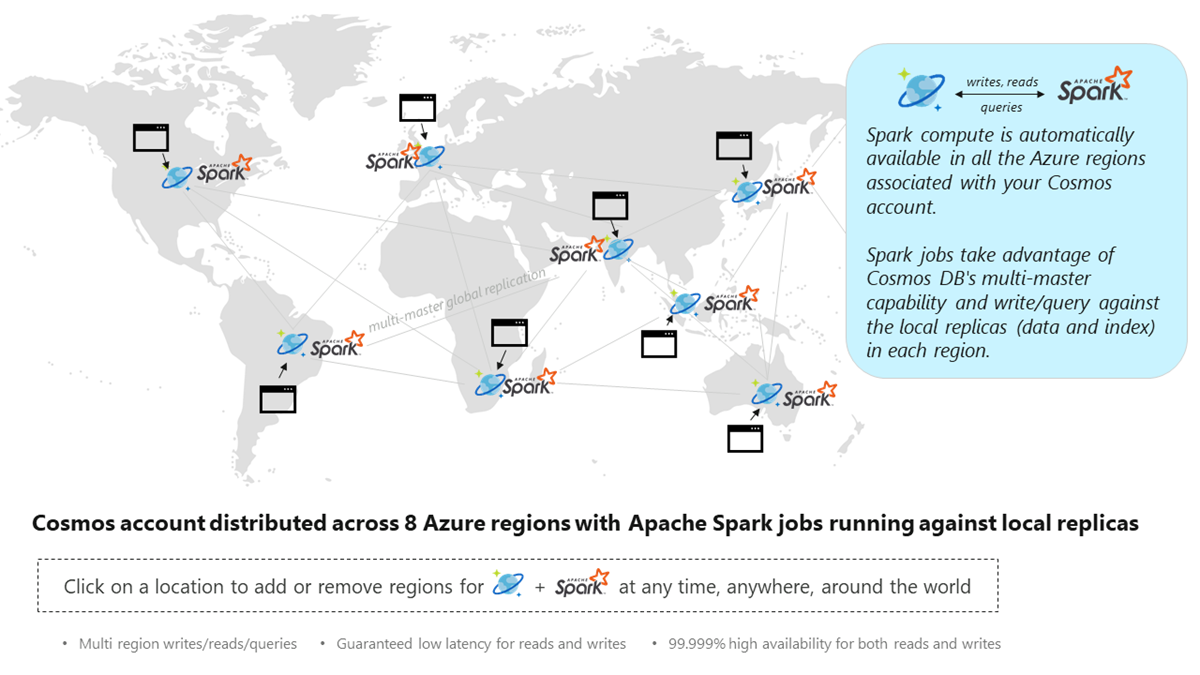 APACHE
Spark
APACHE
Spark
APACHE
Spark
APACHE
Spark
APACHE
Spark
multi-master global replication
APACHE
Spark
APACHE
Spark
APACHE
Spark
writes, reads
queries
APACHE
Spark
Spark compute is automatically
available in all the Azure regions
associated with your Cosmos
account.
Spark jobs take advantage of
Cosmos DB's multi-master
capability and write/query against
the local replicas (data and index)
in each region.
Cosmos account distributed across 8 Azure regions with Apache Spark jobs running against local replicas
Click on a location to add or remove regions for + APACHE Spark at any time, anywhere, around the world
• Multi region writes/reads/queries • Guaranteed low latency for reads and writes • 99.999% high availability for both reads and writes